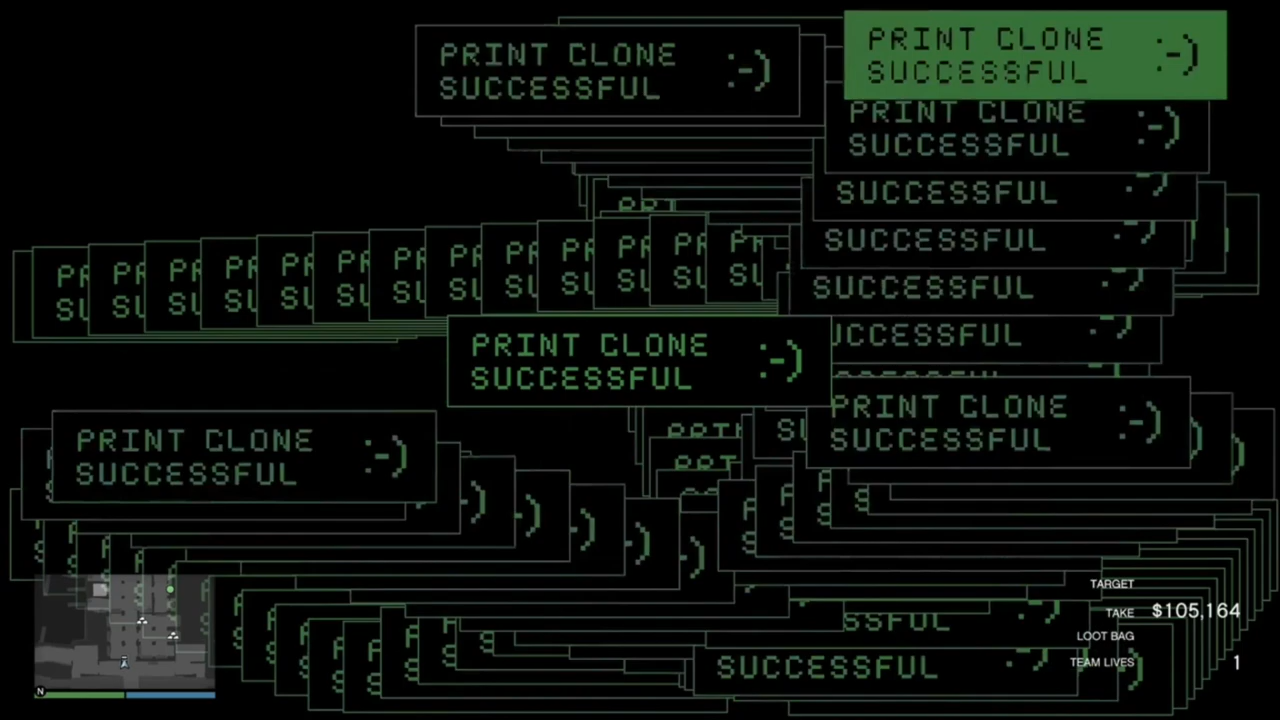 PRINT CLONE
SUCCESSFUL :-)
PRINT CLONE
SUCCESSFUL :-)
PRINT CLONE
SUCCESSFUL :-)
SUCCESSFUL
SUCCESSFUL
SUCCESSFUL
PRINT CLONE
SUCCESSFUL :-)
PRINT CLONE
SUCCESSFUL :-)
PRINT CLONE
SUCCESSFUL :-)
SUCCESSFUL
TARGET
TAKE $105,164
LOOT BAG
TEAM LIVES 1
N